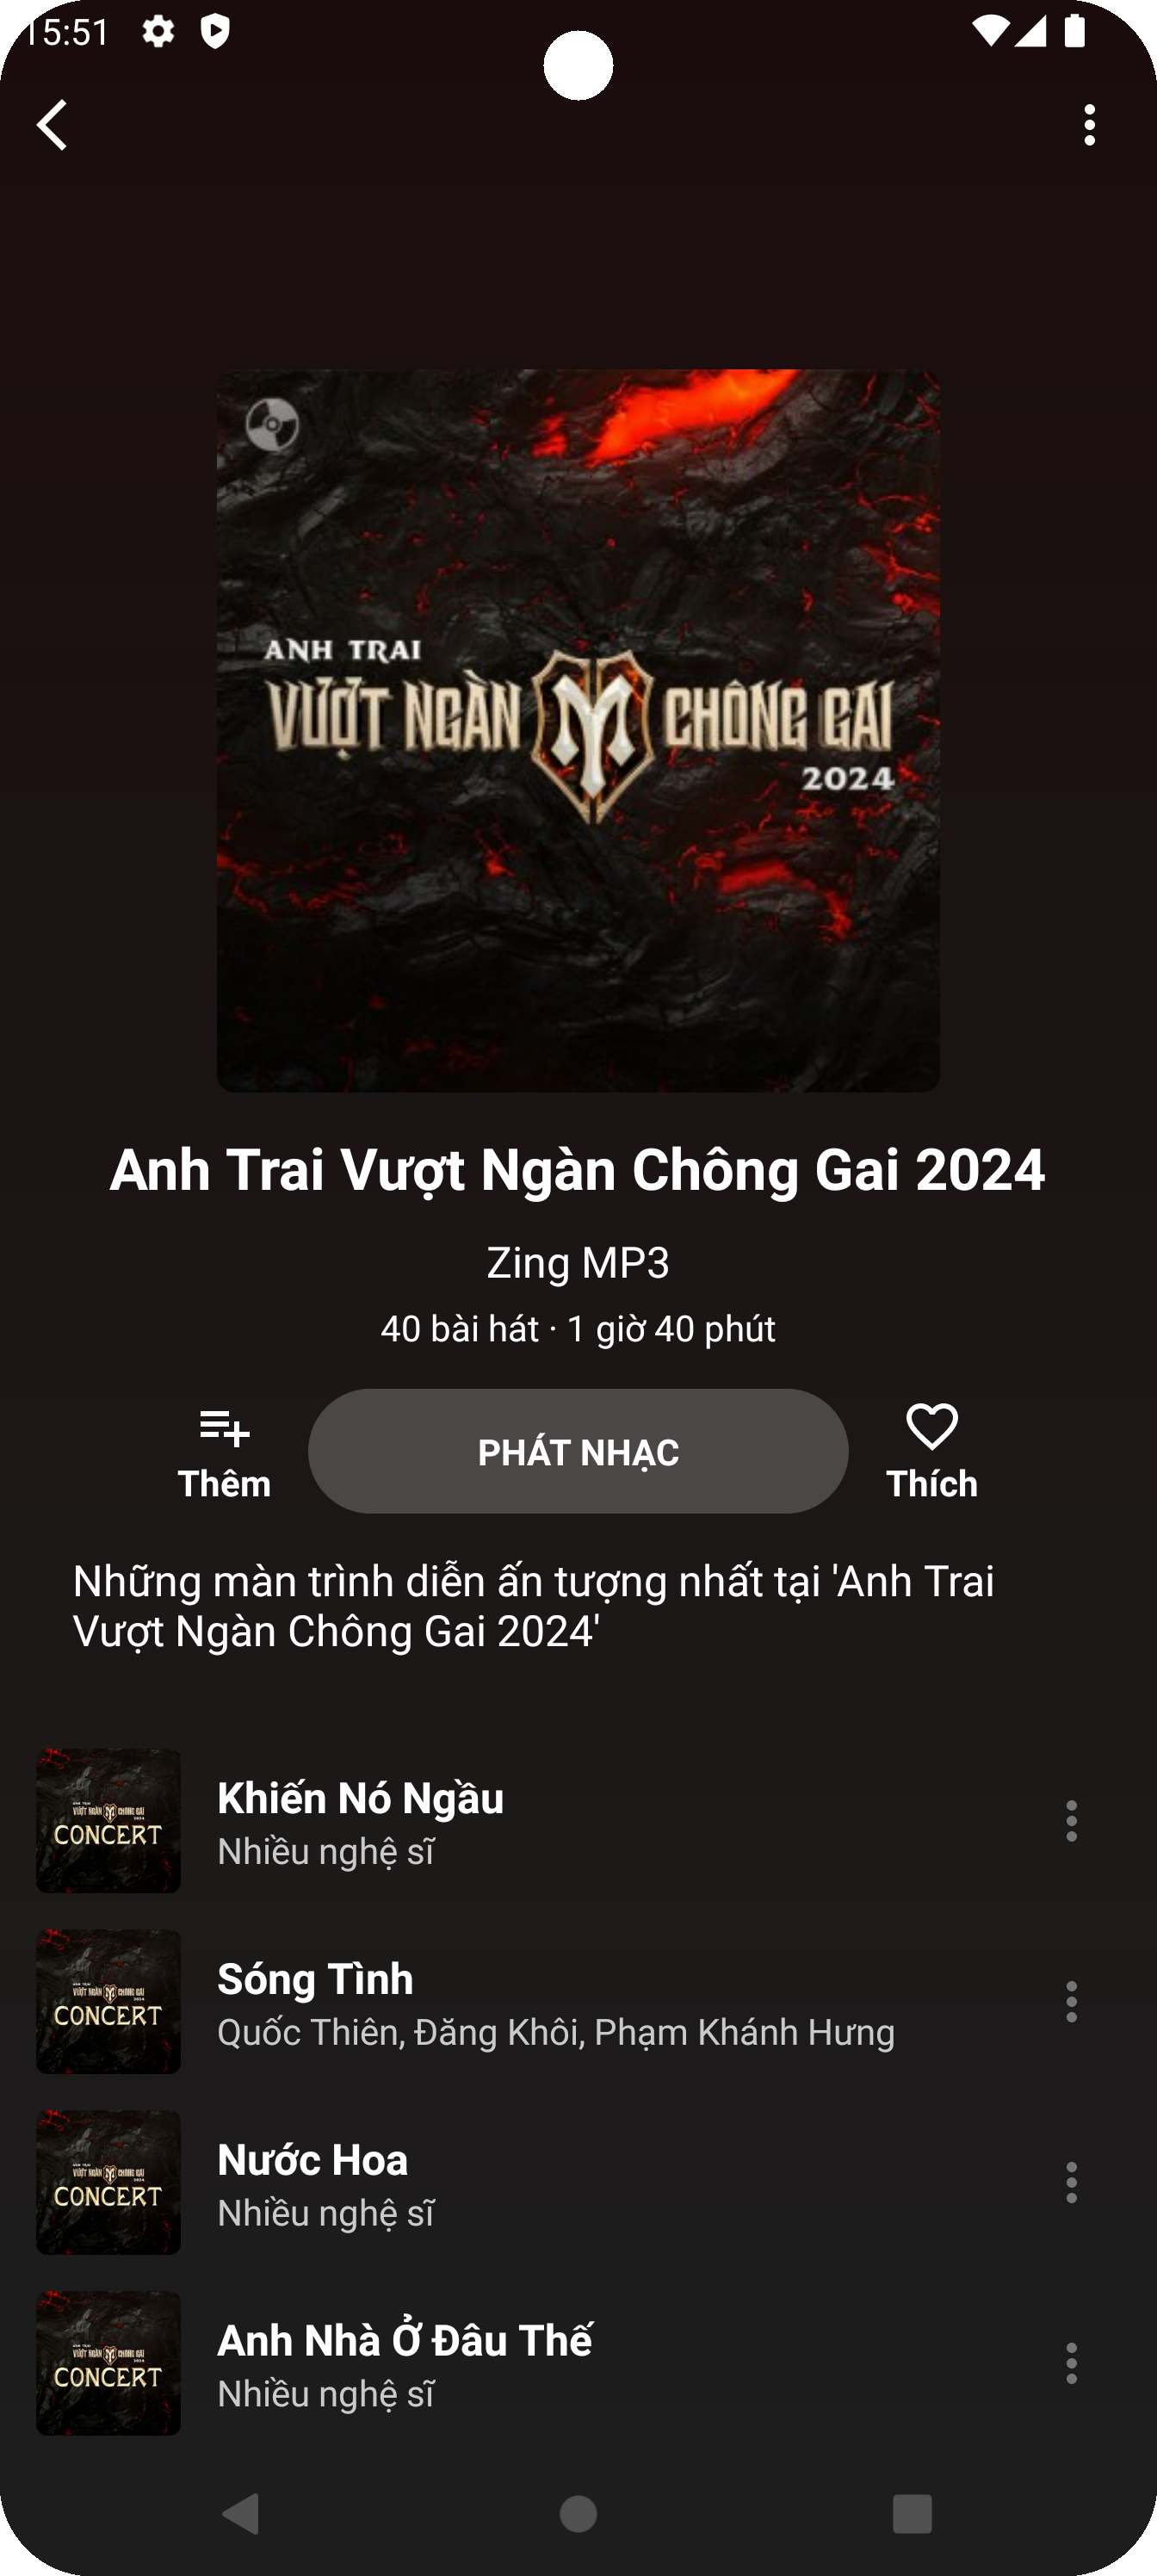 15:51
ANH TRAI
VƯỢT NGÀN CHÔNG GAI
2024
Anh Trai Vượt Ngàn Chông Gai 2024
Zing MP3
40 bài hát · 1 giờ 40 phút
Thêm
PHÁT NHẠC
Thích
Những màn trình diễn ấn tượng nhất tại 'Anh Trai
Vượt Ngàn Chông Gai 2024'
CONCERT
Khiến Nó Ngầu
Nhiều nghệ sĩ
CONCERT
Sóng Tình
Quốc Thiên, Đăng Khôi, Phạm Khánh Hưng
CONCERT
Nước Hoa
Nhiều nghệ sĩ
CONCERT
Anh Nhà Ở Đâu Thế
Nhiều nghệ sĩ